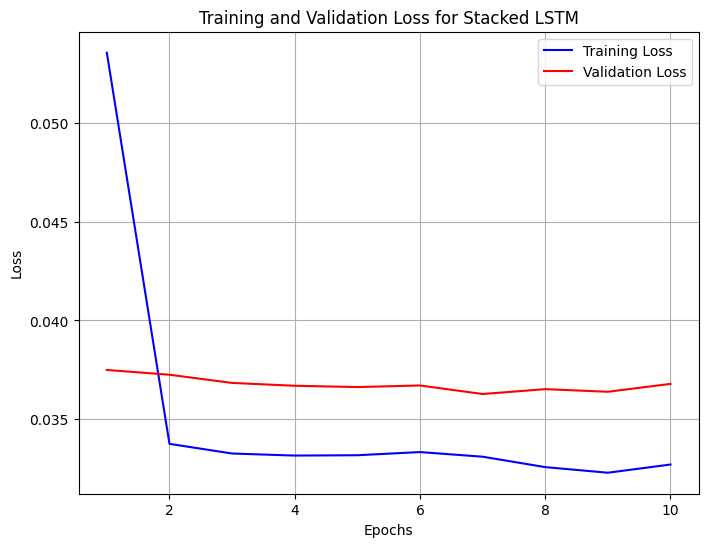 Training and Validation Loss for Stacked LSTM
Training Loss
Validation Loss
0.050
0.045
0.040
0.035
Loss
2
4
6
8
10
Epochs